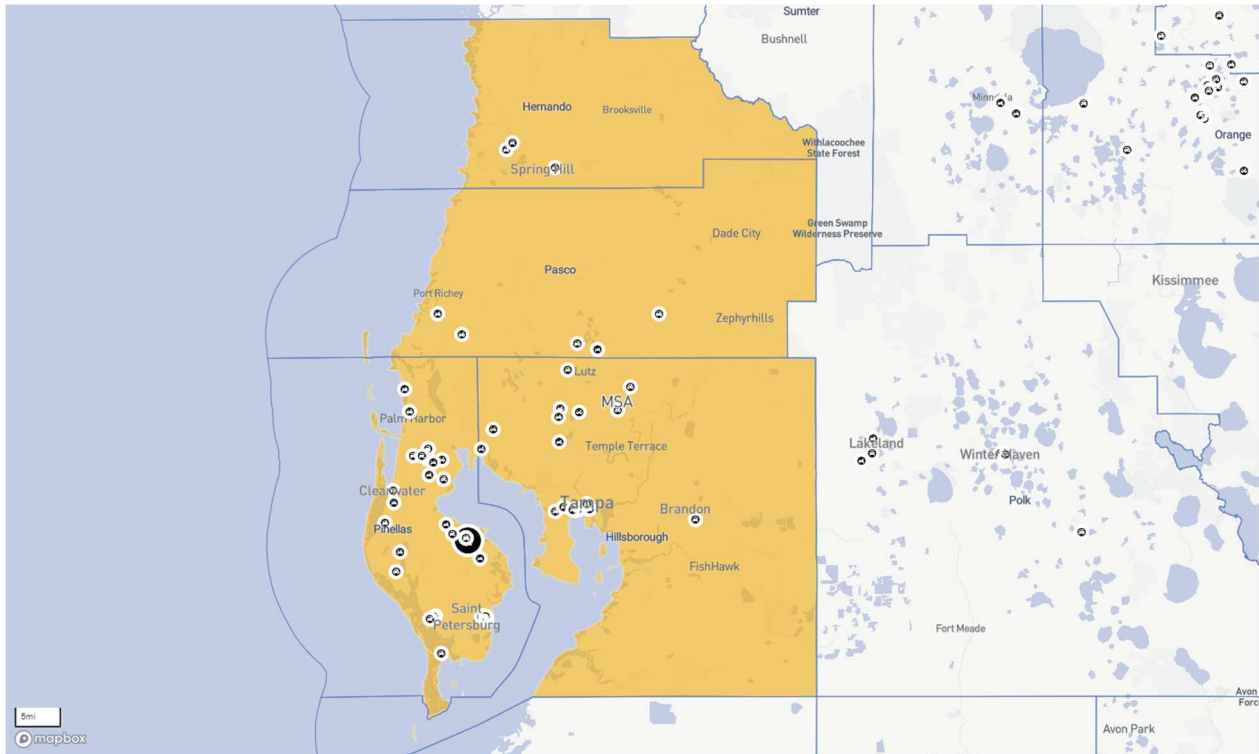 Sumter
Bushnell
Hernando
Brooksville
Orange
Withlacoochee
State Forest
Spring Hill
Green Swamp
Wilderness Preserve
Dade City
Pasco
Kissimmee
Port Richey
Zephyrhills
Lutz
MSA
Palm Harbor
Temple Terrace
Lakeland
Winter Haven
Clearwater
Tampa
Polk
Brandon
Pinellas
Hillsborough
FishHawk
Saint
Petersburg
Fort Meade
Avon
Forc
5mi
Avon Park
mapbox